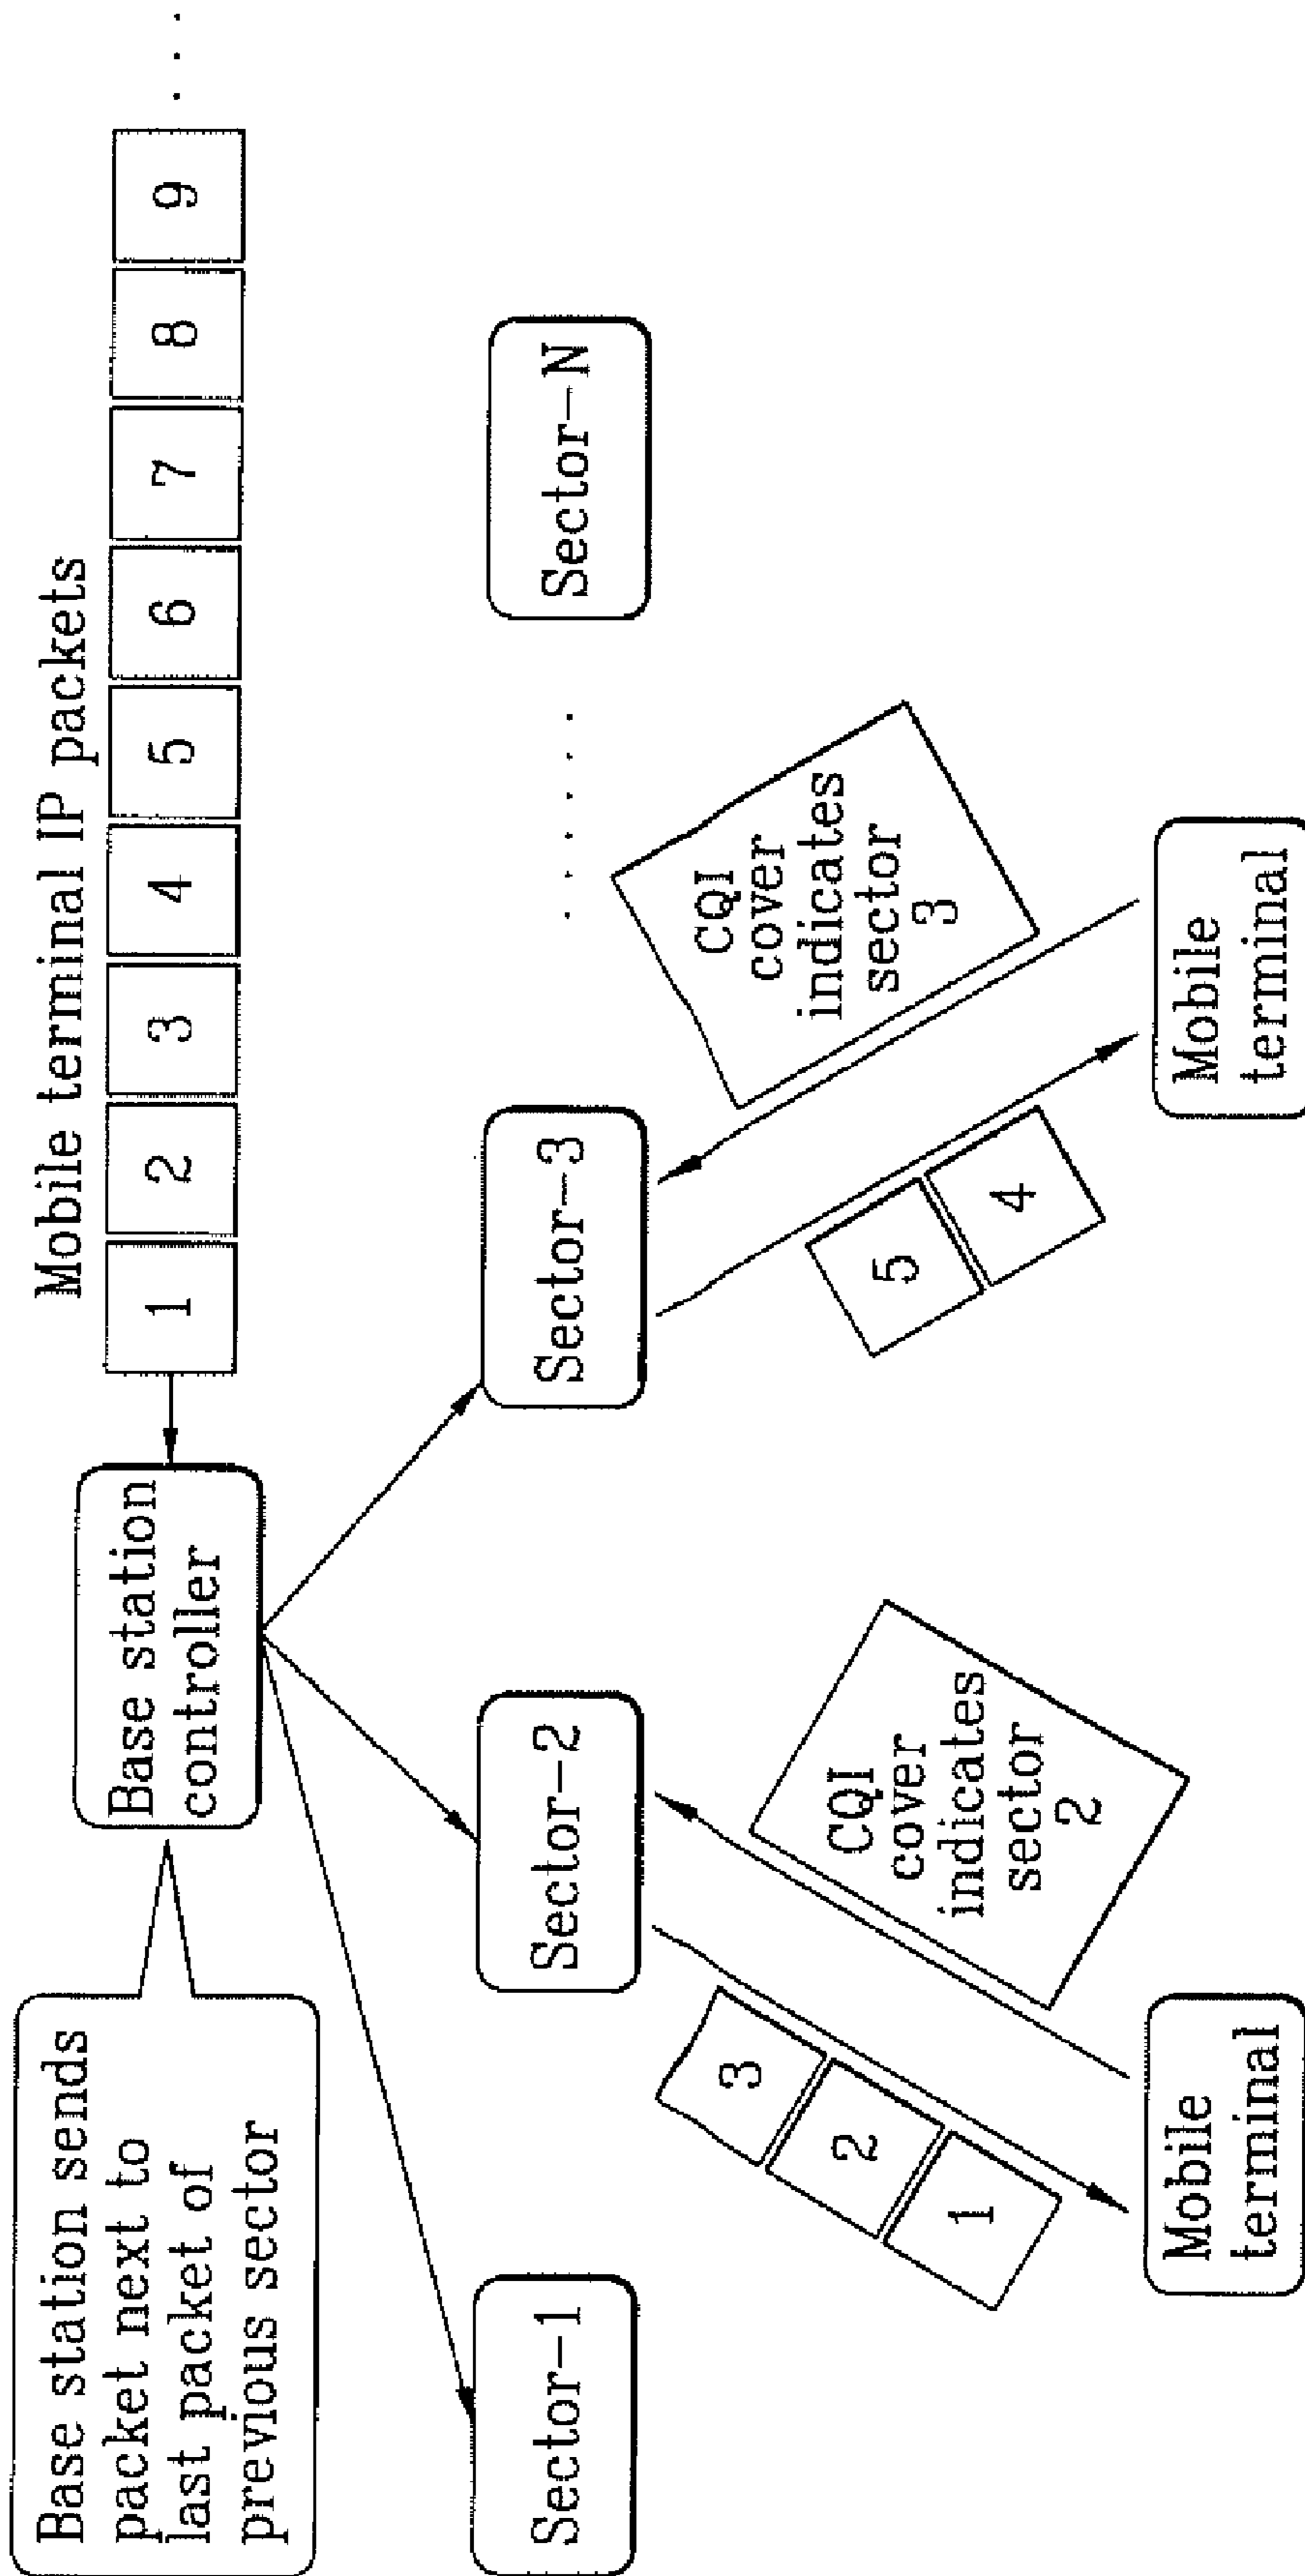 Mobile terminal IP packets
1 2 3 4 5 6 7 8 9 . . .
Base station sends
packet next to
last packet of
previous sector
Base station
controller
Sector-1
Sector-2
Sector-3
. . . . .
Sector-N
3
2
1
CQI
cover
indicates
sector
2
5
4
CQI
cover
indicates
sector
3
Mobile
terminal
Mobile
terminal